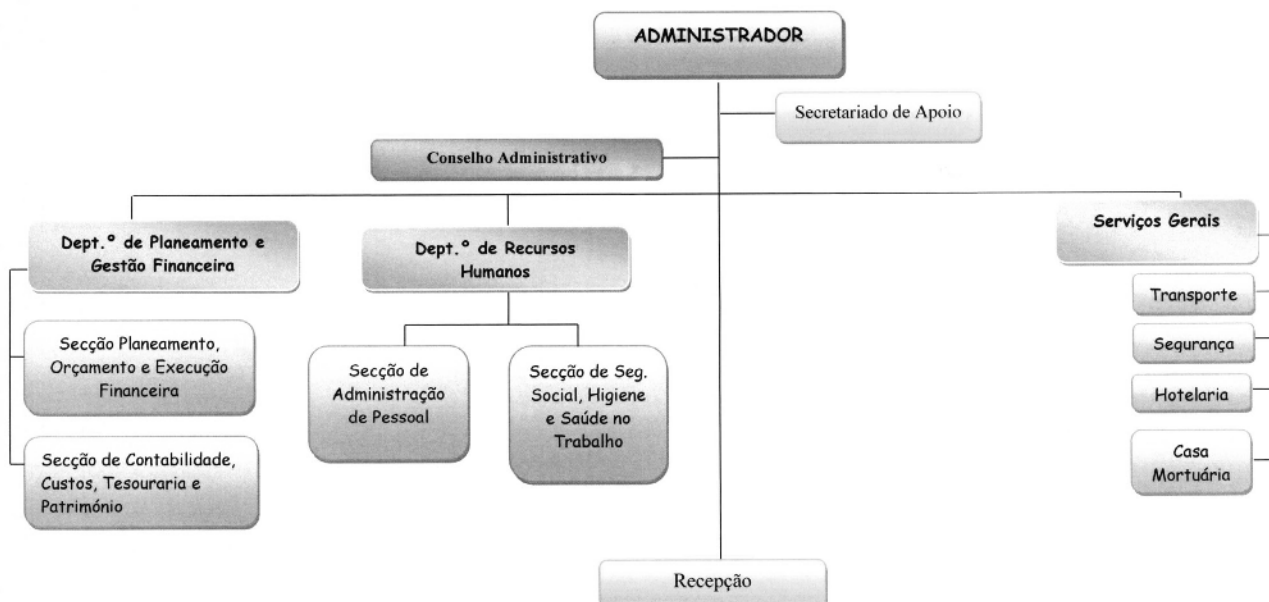 ADMINISTRADOR
Secretariado de Apoio
Conselho Administrativo
Dept.º de Planeamento e
Gestão Financeira
Dept.º de Recursos
Humanos
Serviços Gerais
Secção Planeamento,
Orçamento e Execução
Financeira
Secção de Contabilidade,
Custos, Tesouraria e
Património
Secção de
Administração
de Pessoal
Secção de Seg.
Social, Higiene
e Saúde no
Trabalho
Transporte
Segurança
Hotelaria
Casa
Mortuária
Recepção